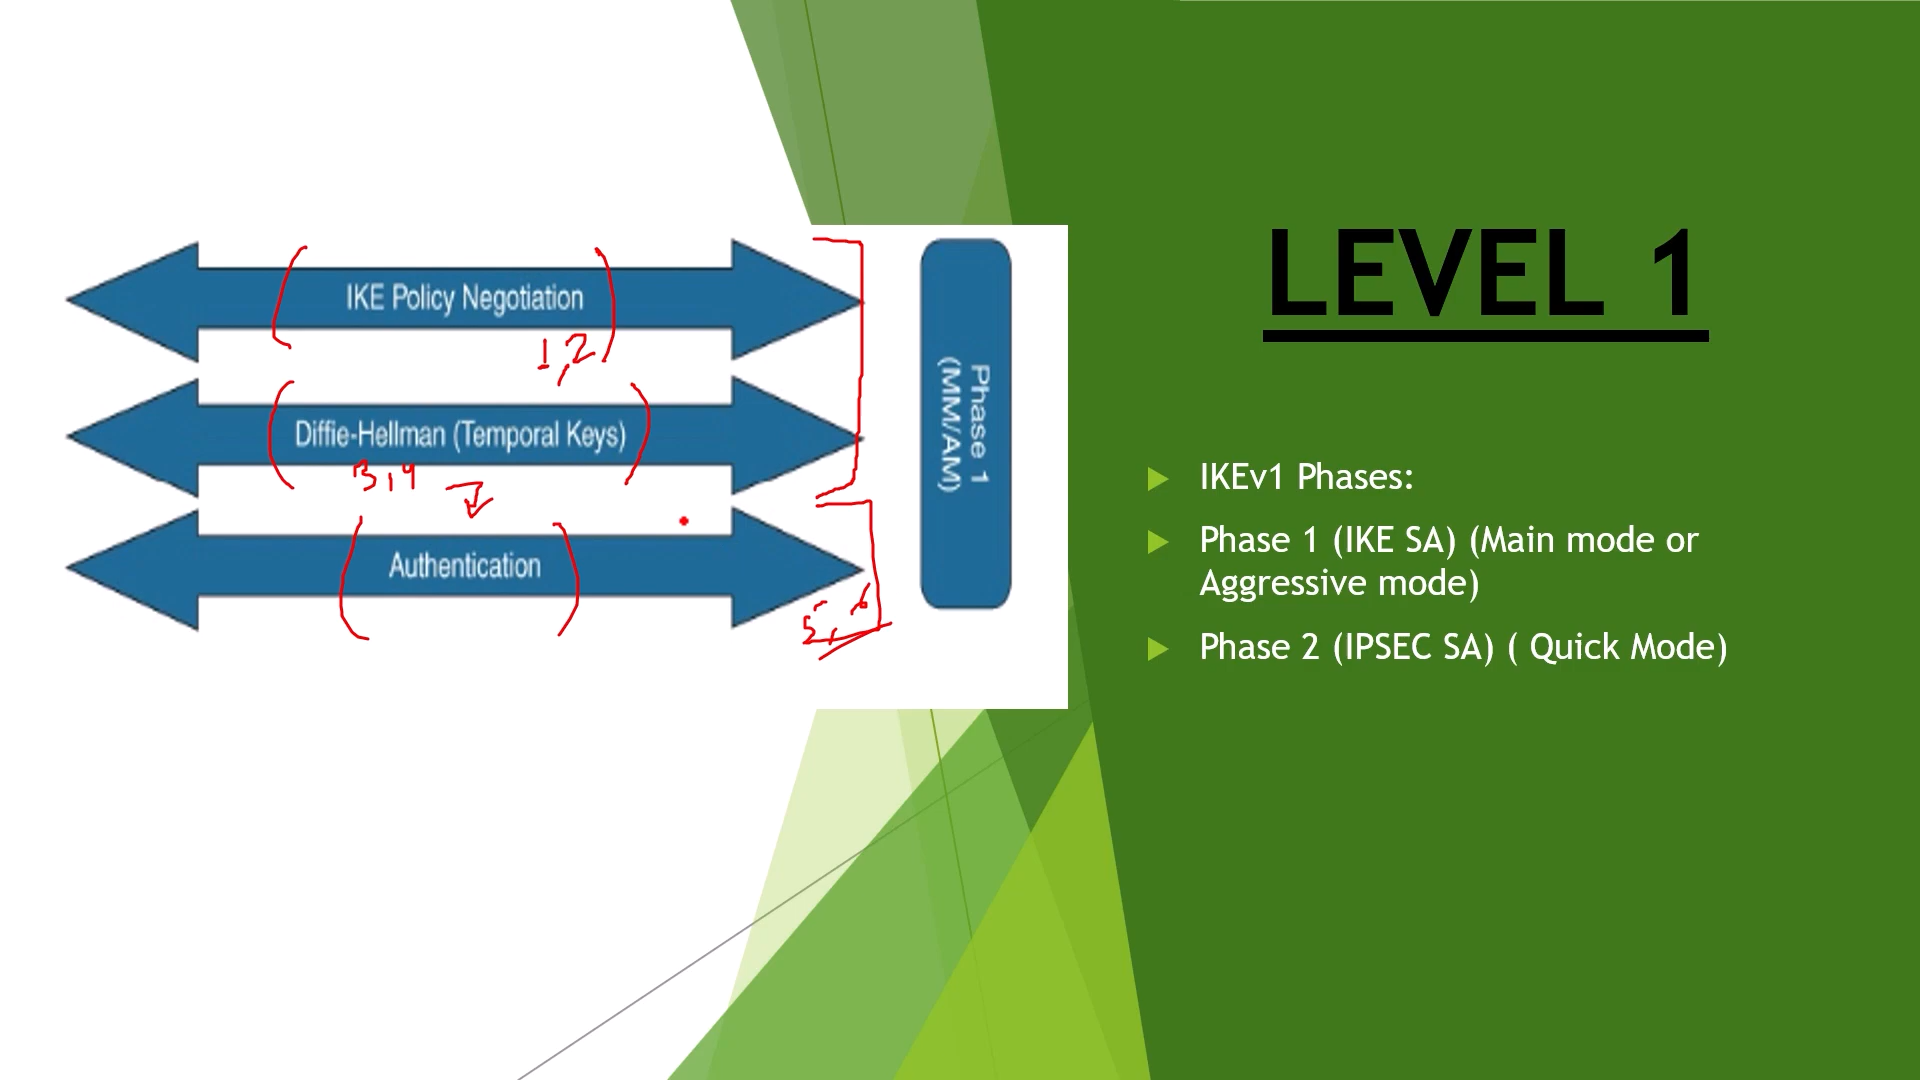 IKE Policy Negotiation
1,2
Diffie-Hellman (Temporal Keys)
3,4
Authentication
5, 6
Phase 1
(MM/AM)
LEVEL 1
IKEv1 Phases:
Phase 1 (IKE SA) (Main mode or
Aggressive mode)
Phase 2 (IPSEC SA) ( Quick Mode)